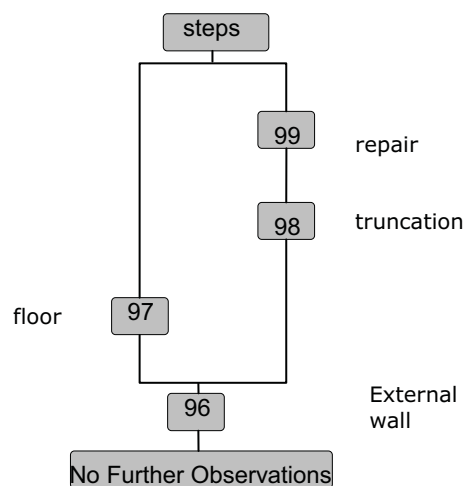 steps
99
repair
98
truncation
floor
97
96
External
wall
No Further Observations